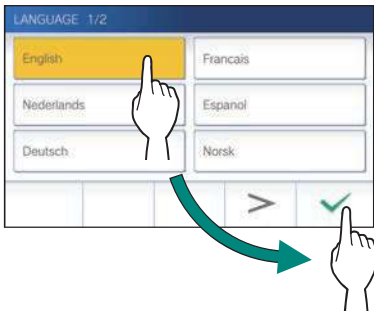 LANGUAGE 1/2
English
Francais
Nederlands
Espanol
Deutsch
Norsk
>